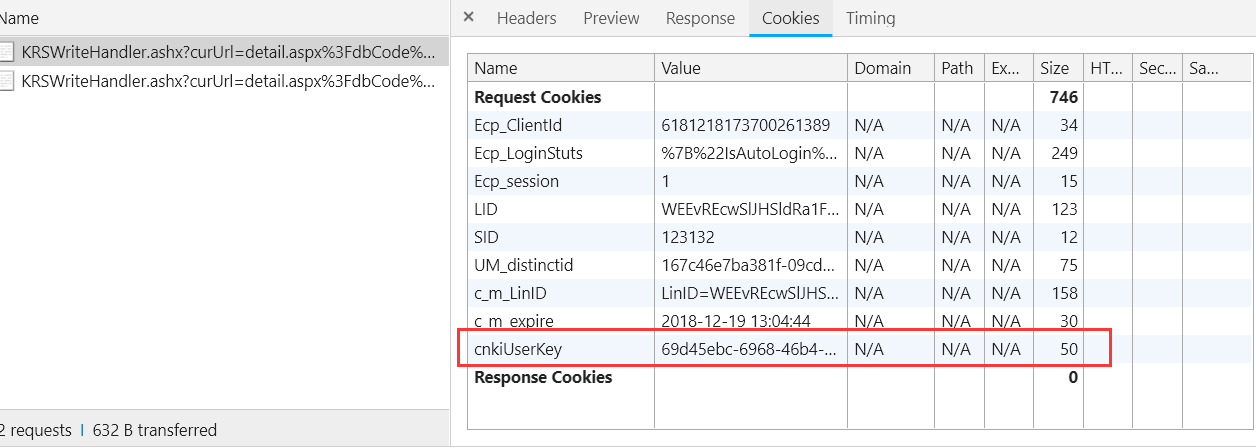 Name
× Headers Preview Response Cookies Timing
KRSWriteHandler.ashx?curUrl=detail.aspx%3FdbCode%...
KRSWriteHandler.ashx?curUrl=detail.aspx%3FdbCode%...
Name Value Domain Path Ex... Size HT... Sec... Sa...
Request Cookies 746
Ecp_ClientId 6181218173700261389 N/A N/A N/A 34
Ecp_LoginStuts %7B%22IsAutoLogin%... N/A N/A N/A 249
Ecp_session 1 N/A N/A N/A 15
LID WEEvREcwSlJHSldRa1F... N/A N/A N/A 123
SID 123132 N/A N/A N/A 12
UM_distinctid 167c46e7ba381f-09cd... N/A N/A N/A 75
c_m_LinID LinID=WEEvREcwSlJHS... N/A N/A N/A 158
c_m_expire 2018-12-19 13:04:44 N/A N/A N/A 30
cnkiUserKey 69d45ebc-6968-46b4-... N/A N/A N/A 50
Response Cookies 0
2 requests | 632 B transferred